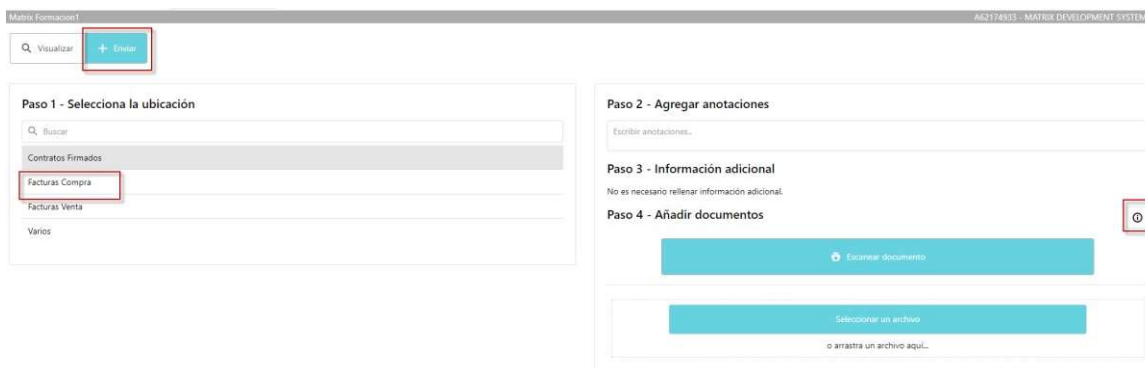 Matrix Formacion1
A62174933 - MATRIX DEVELOPMENT SYSTEM
Visualizar
+ Enviar
Paso 1 - Selecciona la ubicación
Buscar
Contratos Firmados
Facturas Compra
Facturas Venta
Varios
Paso 2 - Agregar anotaciones
Escribir anotaciones...
Paso 3 - Información adicional
No es necesario rellenar información adicional.
Paso 4 - Añadir documentos
Escanear documento
Seleccionar un archivo
o arrastra un archivo aquí...